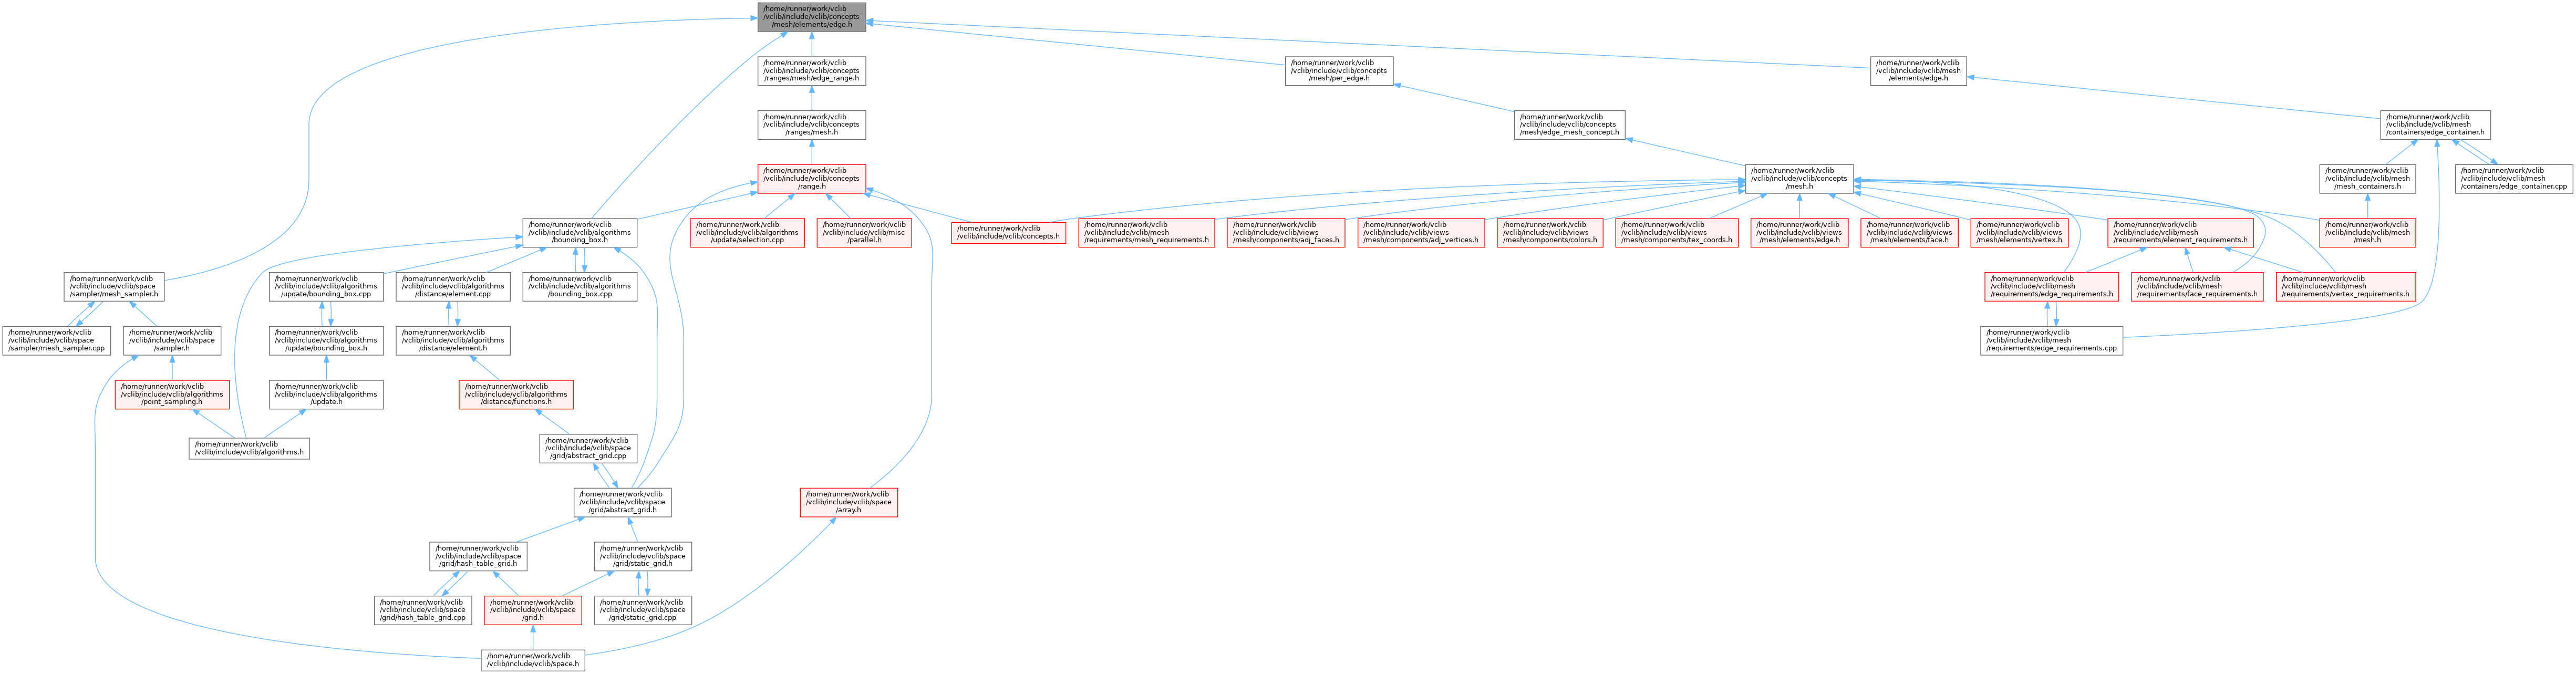 /home/runner/work/vclib
/vclib/include/vclib/concepts
/mesh/elements/edge.h
/home/runner/work/vclib
/vclib/include/vclib/concepts
/ranges/mesh/edge_range.h
/home/runner/work/vclib
/vclib/include/vclib/concepts
/mesh/per_edge.h
/home/runner/work/vclib
/vclib/include/vclib/mesh
/elements/edge.h
/home/runner/work/vclib
/vclib/include/vclib/concepts
/ranges/mesh.h
/home/runner/work/vclib
/vclib/include/vclib/concepts
/mesh/edge_mesh_concept.h
/home/runner/work/vclib
/vclib/include/vclib/mesh
/containers/edge_container.h
/home/runner/work/vclib
/vclib/include/vclib/concepts
/range.h
/home/runner/work/vclib
/vclib/include/vclib/concepts
/mesh.h
/home/runner/work/vclib
/vclib/include/vclib/mesh
/mesh_containers.h
/home/runner/work/vclib
/vclib/include/vclib/mesh
/containers/edge_container.cpp
/home/runner/work/vclib
/vclib/include/vclib/algorithms
/bounding_box.h
/home/runner/work/vclib
/vclib/include/vclib/algorithms
/update/selection.cpp
/home/runner/work/vclib
/vclib/include/vclib/misc
/parallel.h
/home/runner/work/vclib
/vclib/include/vclib/concepts.h
/home/runner/work/vclib
/vclib/include/vclib/mesh
/requirements/mesh_requirements.h
/home/runner/work/vclib
/vclib/include/vclib/views
/mesh/components/adj_faces.h
/home/runner/work/vclib
/vclib/include/vclib/views
/mesh/components/adj_vertices.h
/home/runner/work/vclib
/vclib/include/vclib/views
/mesh/components/colors.h
/home/runner/work/vclib
/vclib/include/vclib/views
/mesh/components/tex_coords.h
/home/runner/work/vclib
/vclib/include/vclib/views
/mesh/elements/edge.h
/home/runner/work/vclib
/vclib/include/vclib/views
/mesh/elements/face.h
/home/runner/work/vclib
/vclib/include/vclib/views
/mesh/elements/vertex.h
/home/runner/work/vclib
/vclib/include/vclib/mesh
/requirements/element_requirements.h
/home/runner/work/vclib
/vclib/include/vclib/mesh
/mesh.h
/home/runner/work/vclib
/vclib/include/vclib/space
/sampler/mesh_sampler.h
/home/runner/work/vclib
/vclib/include/vclib/algorithms
/update/bounding_box.cpp
/home/runner/work/vclib
/vclib/include/vclib/algorithms
/distance/element.cpp
/home/runner/work/vclib
/vclib/include/vclib/algorithms
/bounding_box.cpp
/home/runner/work/vclib
/vclib/include/vclib/mesh
/requirements/edge_requirements.h
/home/runner/work/vclib
/vclib/include/vclib/mesh
/requirements/face_requirements.h
/home/runner/work/vclib
/vclib/include/vclib/mesh
/requirements/vertex_requirements.h
/home/runner/work/vclib
/vclib/include/vclib/space
/sampler/mesh_sampler.cpp
/home/runner/work/vclib
/vclib/include/vclib/space
/sampler.h
/home/runner/work/vclib
/vclib/include/vclib/algorithms
/update/bounding_box.h
/home/runner/work/vclib
/vclib/include/vclib/algorithms
/distance/element.h
/home/runner/work/vclib
/vclib/include/vclib/mesh
/requirements/edge_requirements.cpp
/home/runner/work/vclib
/vclib/include/vclib/algorithms
/point_sampling.h
/home/runner/work/vclib
/vclib/include/vclib/algorithms
/update.h
/home/runner/work/vclib
/vclib/include/vclib/algorithms
/distance/functions.h
/home/runner/work/vclib
/vclib/include/vclib/algorithms.h
/home/runner/work/vclib
/vclib/include/vclib/space
/grid/abstract_grid.cpp
/home/runner/work/vclib
/vclib/include/vclib/space
/grid/abstract_grid.h
/home/runner/work/vclib
/vclib/include/vclib/space
/array.h
/home/runner/work/vclib
/vclib/include/vclib/space
/grid/hash_table_grid.h
/home/runner/work/vclib
/vclib/include/vclib/space
/grid/static_grid.h
/home/runner/work/vclib
/vclib/include/vclib/space
/grid/hash_table_grid.cpp
/home/runner/work/vclib
/vclib/include/vclib/space
/grid.h
/home/runner/work/vclib
/vclib/include/vclib/space
/grid/static_grid.cpp
/home/runner/work/vclib
/vclib/include/vclib/space.h